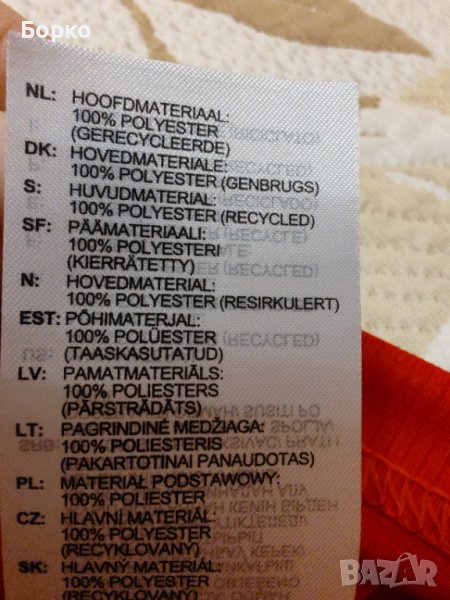 Борко
NL: HOOFDMATERIAAL:
100% POLYESTER
(GERECYCLEERDE)
DK: HOVEDMATERIALE:
100% POLYESTER (GENBRUGS)
S: HUVUDMATERIAL:
100% POLYESTER (RECYCLED)
SF: PÄÄMATERIAALI:
100% POLYESTERI
(KIERRÄTETTY)
N: HOVEDMATERIAL:
100% POLYESTER (RESIRKULERT)
EST: PÕHIMATERJAL:
100% POLÜESTER
(TAASKASUTATUD)
LV: PAMATMATERIĀLS:
100% POLIESTERS
(PĀRSTRĀDĀTS)
LT: PAGRINDINĖ MEDŽIAGA:
100% POLIESTERIS
(PAKARTOTINAI PANAUDOTAS)
PL: MATERIAŁ PODSTAWOWY:
100% POLIESTER
CZ: HLAVNÍ MATERIÁL:
100% POLYESTER
(RECYKLOVANÝ)
SK: HLAVNÝ MATERIÁL:
100% POLYESTER
(RECYKLOVANÝ)
BAZAR.bg